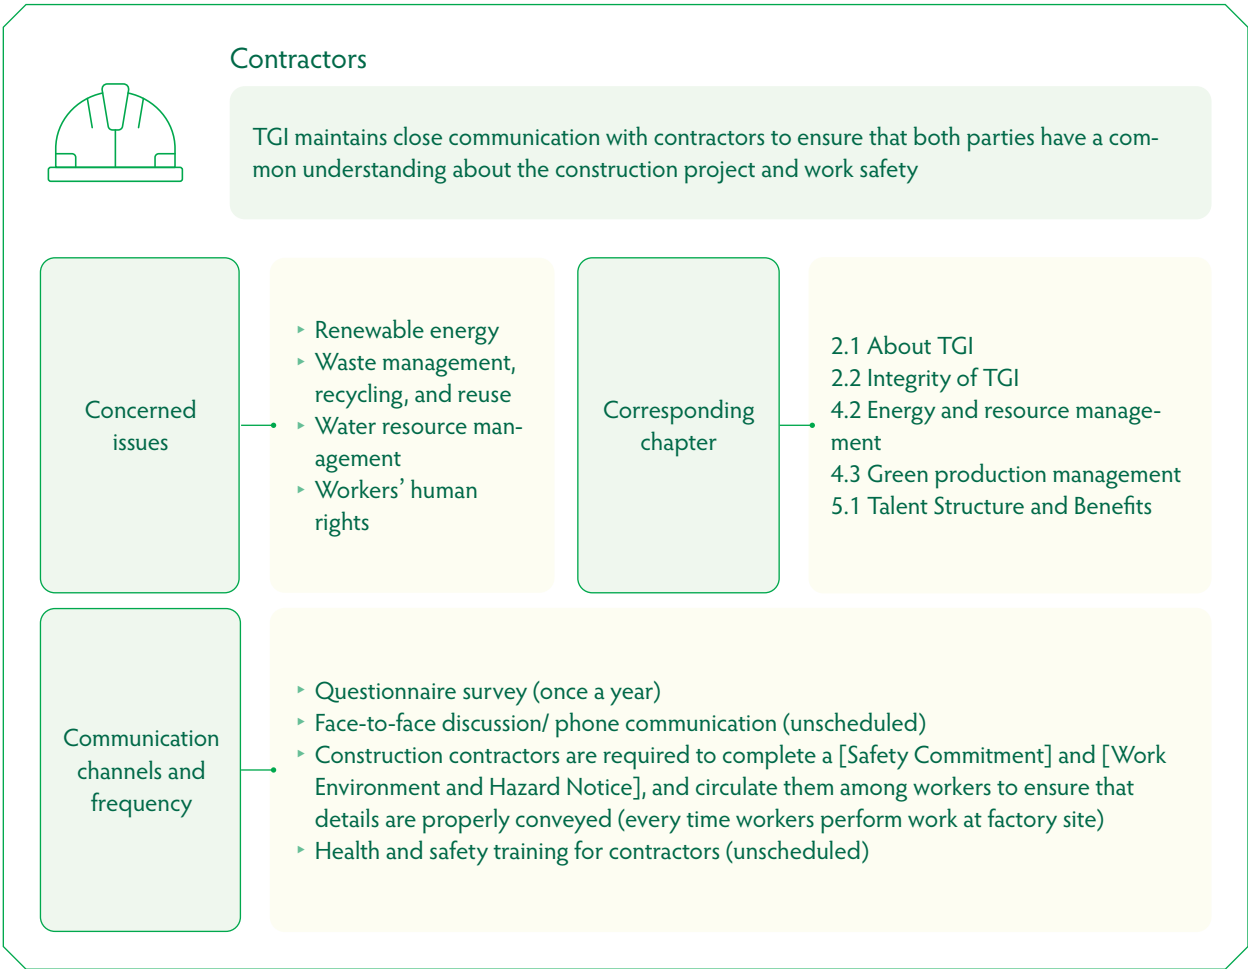 Contractors
TGI maintains close communication with contractors to ensure that both parties have a com-
mon understanding about the construction project and work safety
Concerned
issues
▸ Renewable energy
▸ Waste management,
recycling, and reuse
▸ Water resource man-
agement
▸ Workers’ human
rights
Corresponding
chapter
2.1 About TGI
2.2 Integrity of TGI
4.2 Energy and resource manage-
ment
4.3 Green production management
5.1 Talent Structure and Benefits
Communication
channels and
frequency
▸ Questionnaire survey (once a year)
▸ Face-to-face discussion/ phone communication (unscheduled)
▸ Construction contractors are required to complete a [Safety Commitment] and [Work
Environment and Hazard Notice], and circulate them among workers to ensure that
details are properly conveyed (every time workers perform work at factory site)
▸ Health and safety training for contractors (unscheduled)